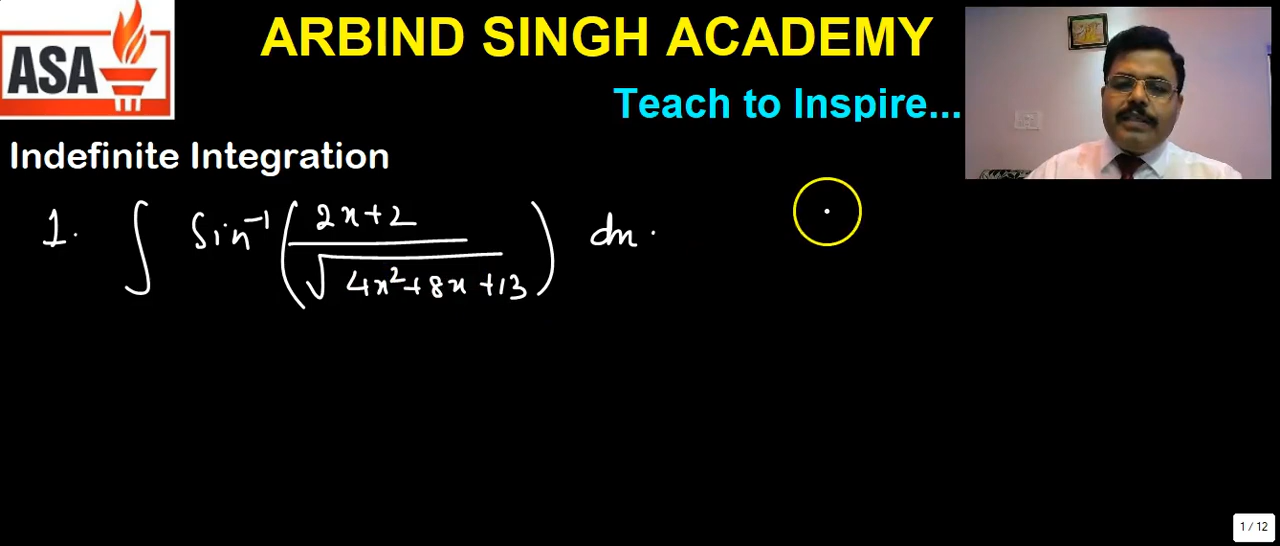 ASA
ARBIND SINGH ACADEMY
Teach to Inspire...
Indefinite Integration
1. ∫ Sin⁻¹ ( (2x+2) / √(4x²+8x+13) ) dx.
1 / 12